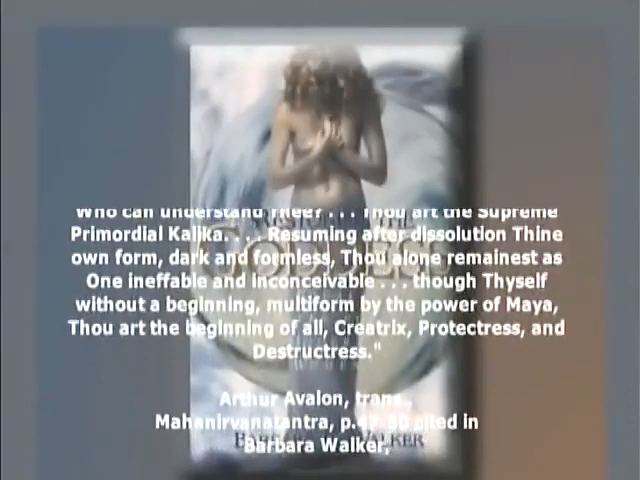 Who can understand Thee? . . . Thou art the Supreme
Primordial Kalika. . . . Resuming after dissolution Thine
own form, dark and formless, Thou alone remainest as
One ineffable and inconceivable . . . though Thyself
without a beginning, multiform by the power of Maya,
Thou art the beginning of all, Creatrix, Protectress, and
Destructress."
Arthur Avalon, trans.,
Mahanirvanatantra, p. cited in
Barbara Walker,
GODDESS
WALKER